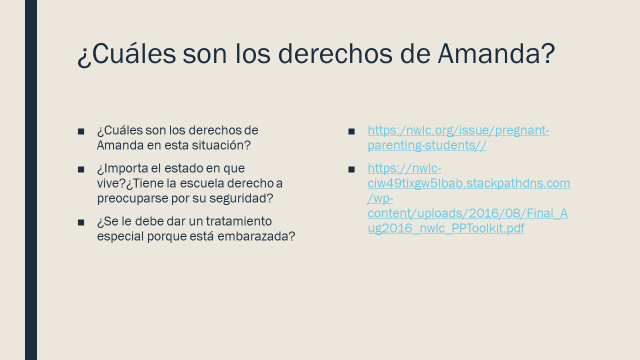 ¿Cuáles son los derechos de Amanda?
¿Cuáles son los derechos de
Amanda en esta situación?
¿Importa el estado en que
vive?¿Tiene la escuela derecho a
preocuparse por su seguridad?
¿Se le debe dar un tratamiento
especial porque está embarazada?
https:/nwlc.org/issue/pregnant-
parenting-students//
https://nwlc-
ciw49tixgw5lbab.stackpathdns.com
/wp-
content/uploads/2016/08/Final_A
ug2016_nwlc_PPToolkit.pdf